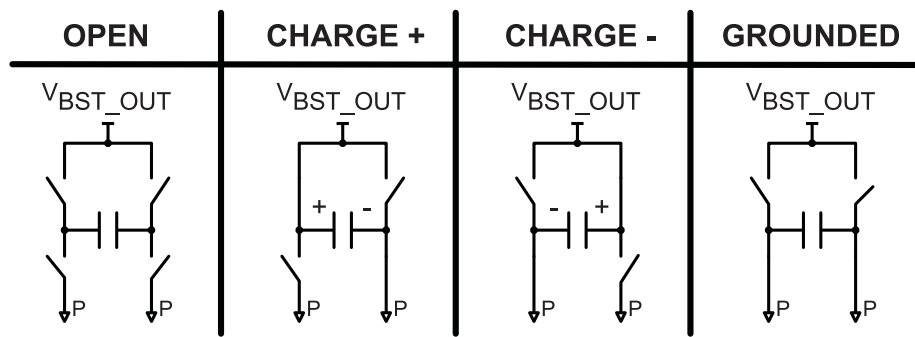 OPEN CHARGE + CHARGE - GROUNDED
VBST_OUT VBST_OUT VBST_OUT VBST_OUT
+ - - +
P P P P P P P P